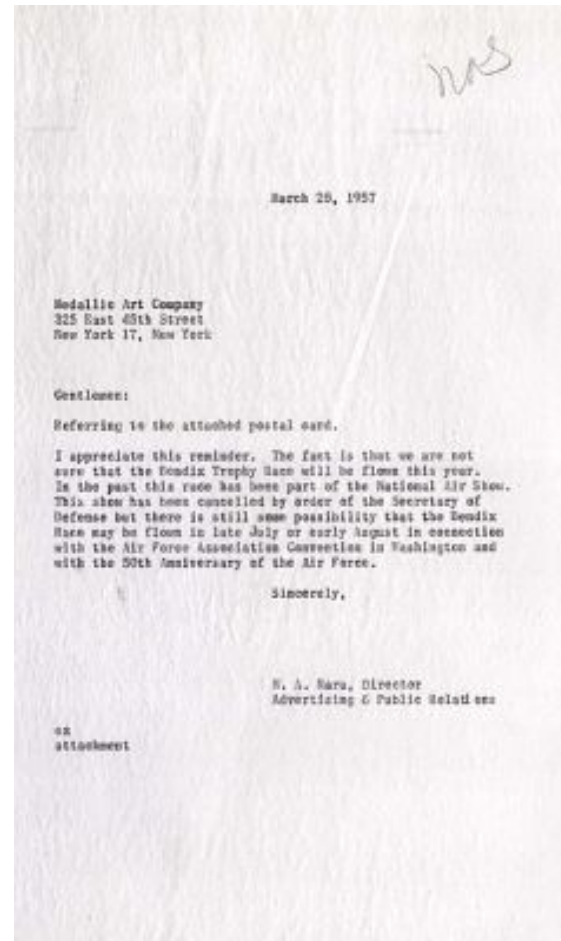 nas
March 28, 1957
Medallic Art Company
325 East 45th Street
New York 17, New York
Gentlemen:
Referring to the attached postal card.
I appreciate this reminder. The fact is that we are not
sure that the Bendix Trophy Race will be flown this year.
In the past this race has been part of the National Air Show.
This show has been cancelled by order of the Secretary of
Defense but there is still some possibility that the Bendix
Race may be flown in late July or early August in connection
with the Air Force Association Convention in Washington and
with the 50th Anniversary of the Air Force.
Sincerely,
Director
Advertising & Public Relations
attachment